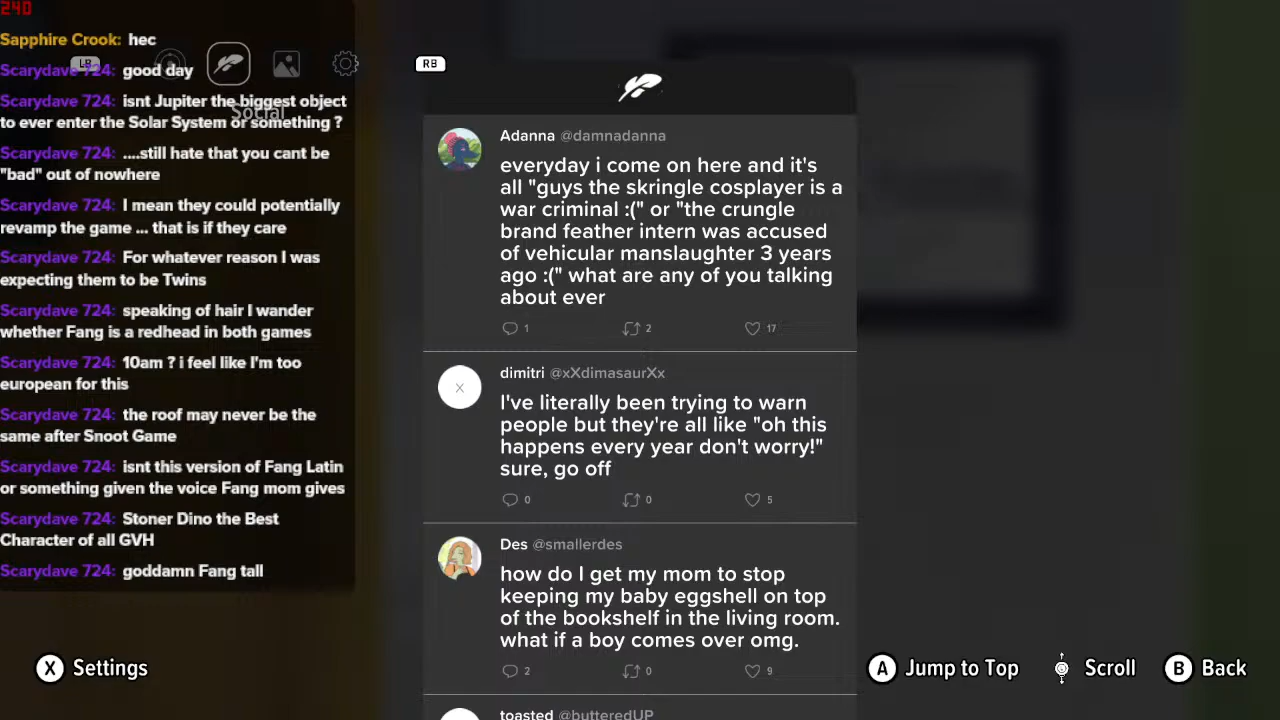 240
Sapphire Crook: hec
Scarydave 724: good day
Scarydave 724: isnt Jupiter the biggest object
to ever enter the Solar System or something ?
Scarydave 724: ....still hate that you cant be
"bad" out of nowhere
Scarydave 724: I mean they could potentially
revamp the game ... that is if they care
Scarydave 724: For whatever reason I was
expecting them to be Twins
Scarydave 724: speaking of hair I wander
whether Fang is a redhead in both games
Scarydave 724: 10am ? i feel like I'm too
european for this
Scarydave 724: the roof may never be the
same after Snoot Game
Scarydave 724: isnt this version of Fang Latin
or something given the voice Fang mom gives
Scarydave 724: Stoner Dino the Best
Character of all GVH
Scarydave 724: goddamn Fang tall
LB
Social
RB
Adanna @damnadanna
everyday i come on here and it's
all "guys the skringle cosplayer is a
war criminal :(" or "the crungle
brand feather intern was accused
of vehicular manslaughter 3 years
ago :(" what are any of you talking
about ever
1 2 17
dimitri @xXdimasaurXx
X
I've literally been trying to warn
people but they're all like "oh this
happens every year don't worry!"
sure, go off
0 0 5
Des @smallerdes
how do I get my mom to stop
keeping my baby eggshell on top
of the bookshelf in the living room.
what if a boy comes over omg.
2 0 9
toasted @butteredUP
X Settings
A Jump to Top
Scroll
B Back